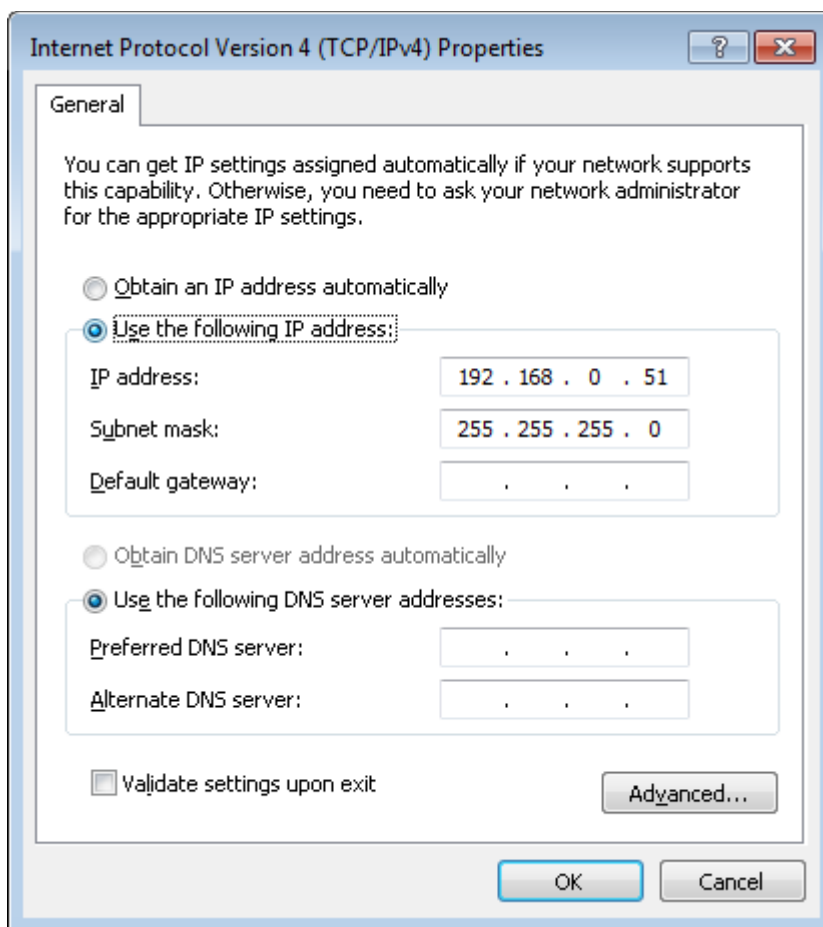 Internet Protocol Version 4 (TCP/IPv4) Properties
General
You can get IP settings assigned automatically if your network supports
this capability. Otherwise, you need to ask your network administrator
for the appropriate IP settings.
Obtain an IP address automatically
Use the following IP address:
IP address: 192 . 168 . 0 . 51
Subnet mask: 255 . 255 . 255 . 0
Default gateway: . . .
Obtain DNS server address automatically
Use the following DNS server addresses:
Preferred DNS server: . . .
Alternate DNS server: . . .
Validate settings upon exit
Advanced...
OK Cancel